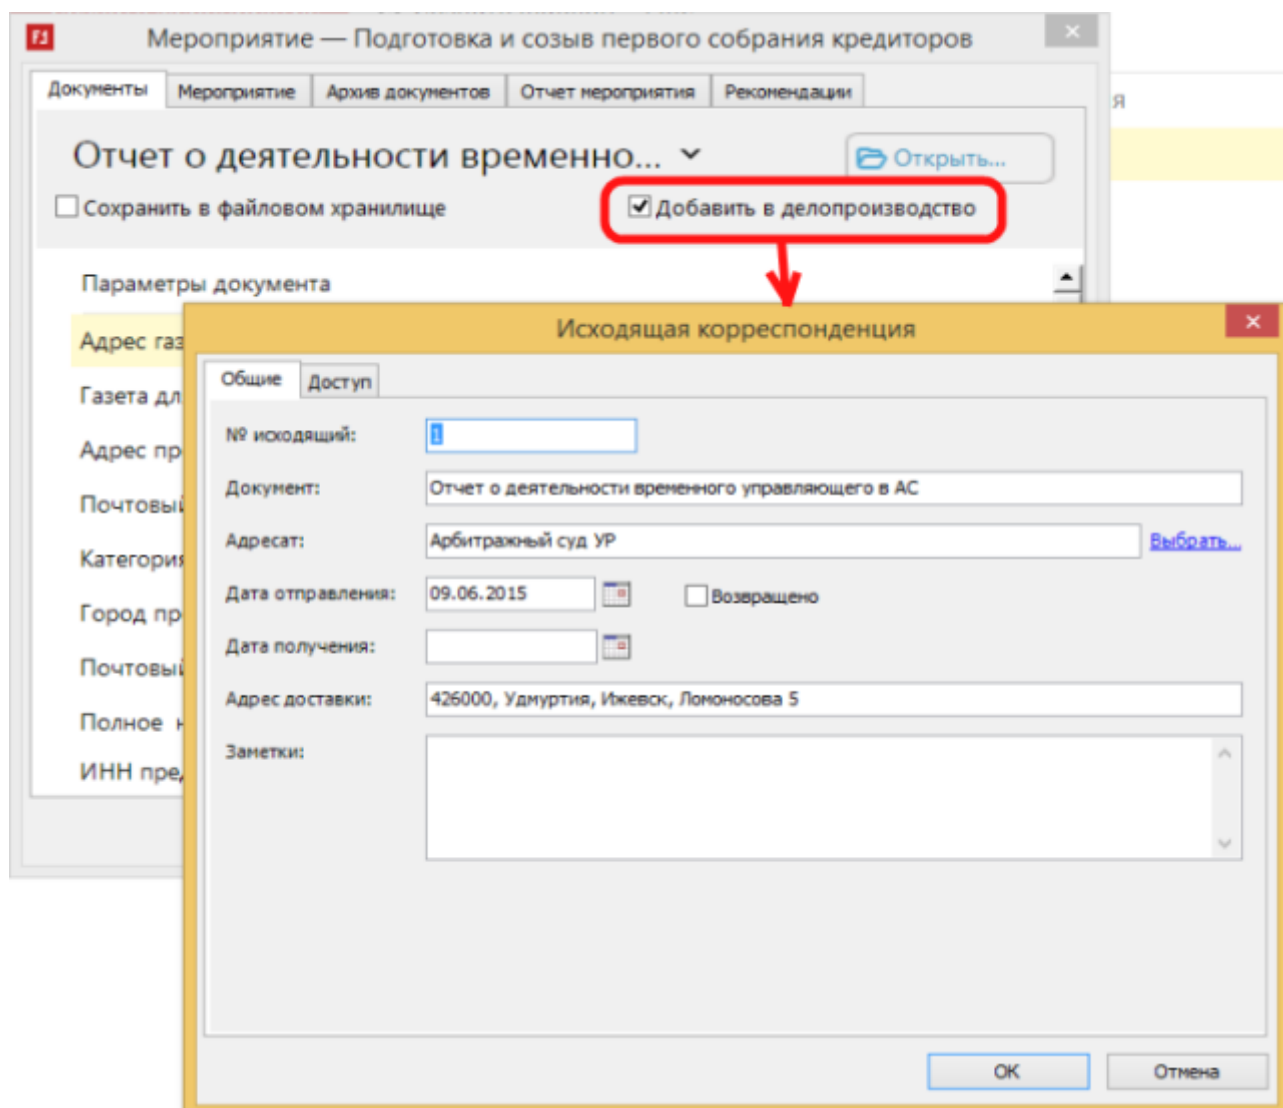 Мероприятие — Подготовка и созыв первого собрания кредиторов
Документы Мероприятие Архив документов Отчет мероприятия Рекомендации
я
Отчет о деятельности временно... Открыть...
Сохранить в файловом хранилище Добавить в делопроизводство
Параметры документа
Исходящая корреспонденция
Адрес газ
Общие Доступ
Газета дл
№ исходящий: 1
Адрес пр
Документ: Отчет о деятельности временного управляющего в АС
Почтовый
Адресат: Арбитражный суд УР Выбрать...
Категория
Дата отправления: 09.06.2015 Возвращено
Город пр
Дата получения:
Почтовый
Адрес доставки: 426000, Удмуртия, Ижевск, Ломоносова 5
Полное н
Заметки:
ИНН пред
ОК Отмена